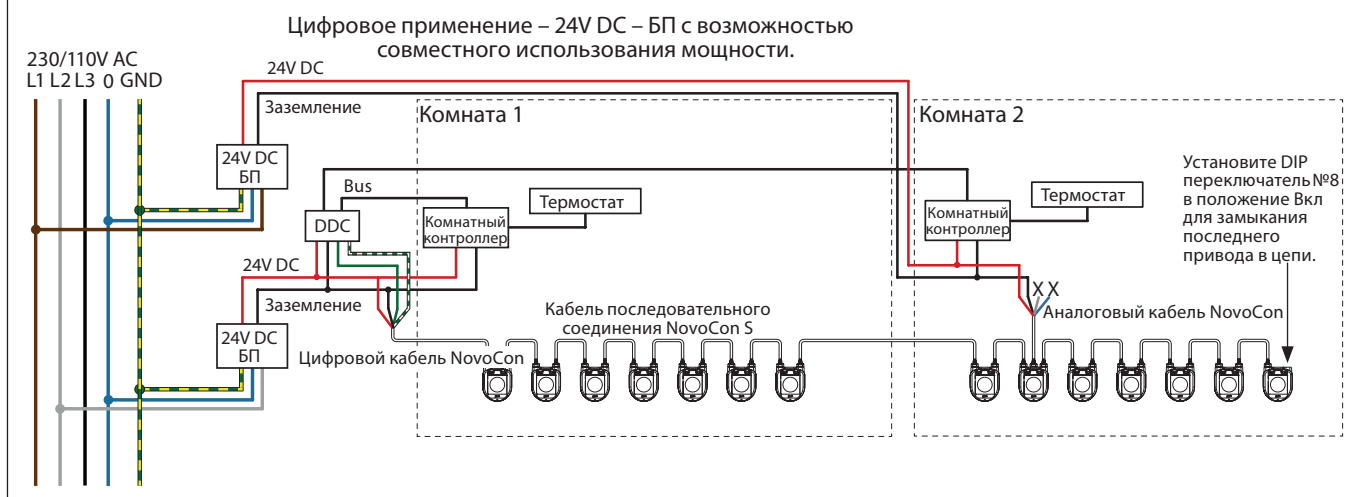 Цифровое применение – 24V DC – БП с возможностью
совместного использования мощности.
230/110V AC
L1 L2 L3 0 GND
24V DC
Заземление
Комната 1
Комната 2
24V DC
БП
Bus
Термостат
Термостат
Установите DIP
переключатель №8
в положение Вкл
для замыкания
последнего
привода в цепи.
DDC
Комнатный
контроллер
Комнатный
контроллер
24V DC
Заземление
X X
Кабель последовательного
соединения NovoCon S
Аналоговый кабель NovoCon
24V DC
БП
Цифровой кабель NovoCon